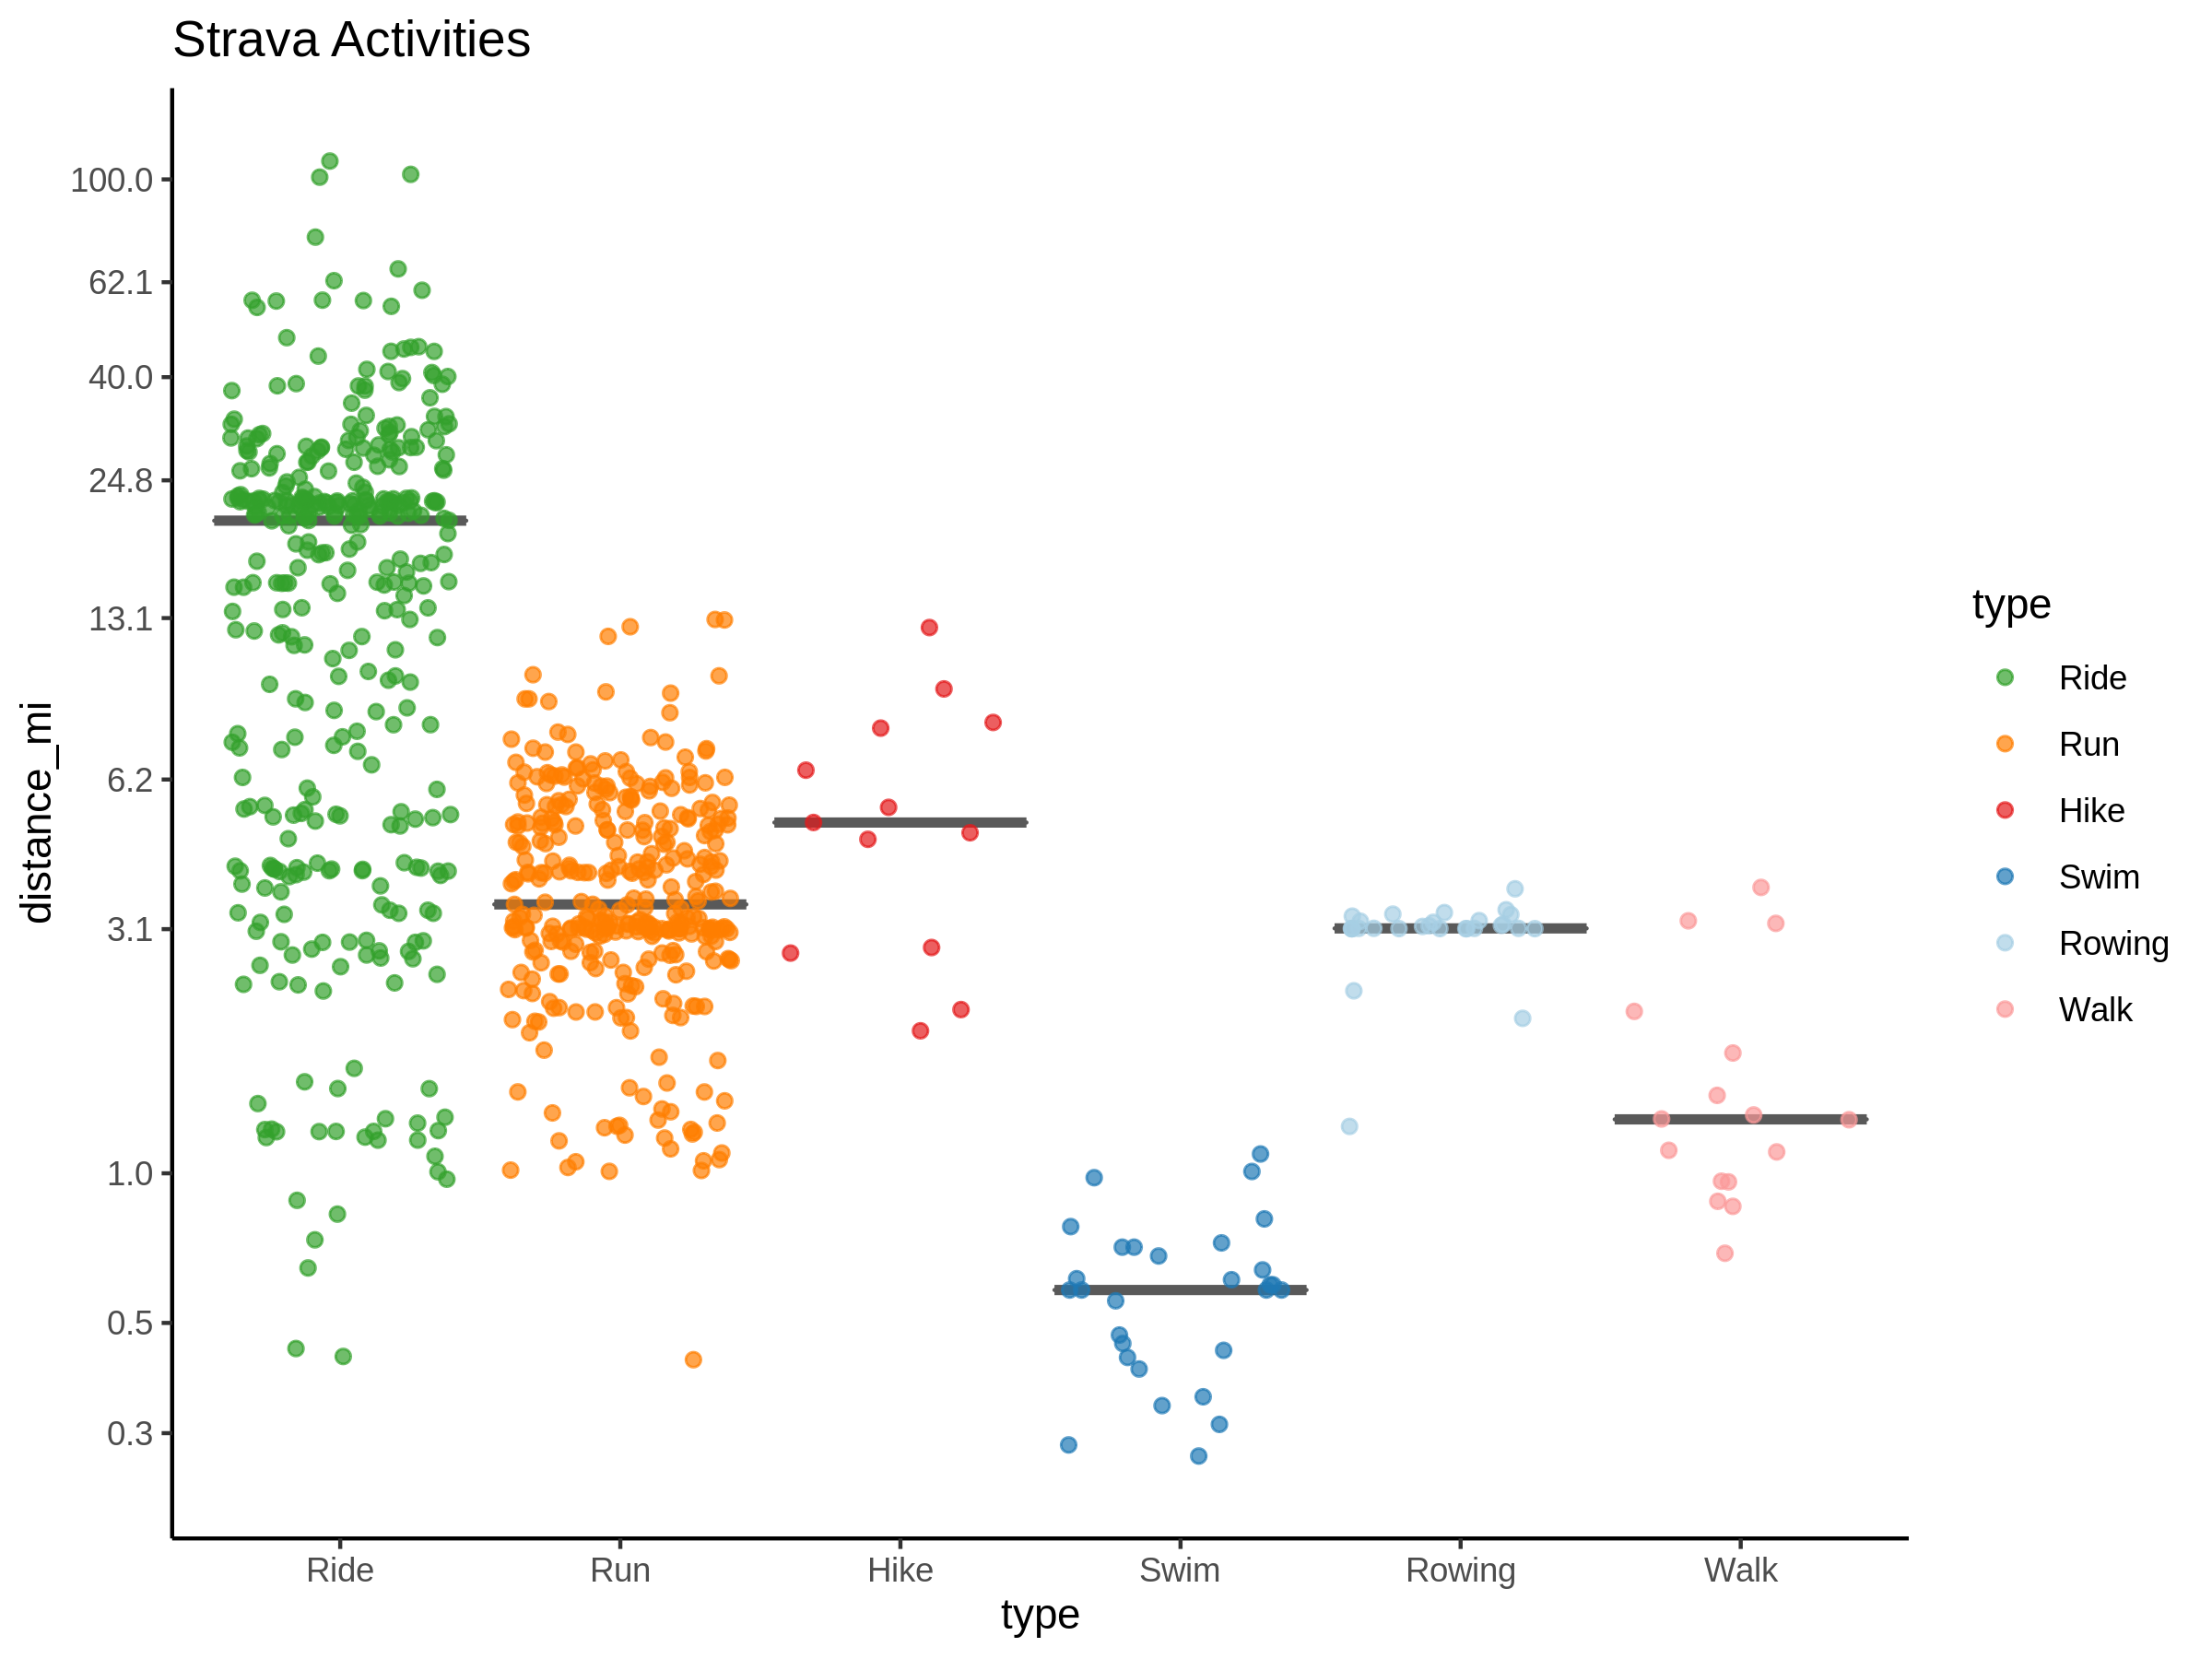 Strava Activities
distance_mi
100.0
62.1
40.0
24.8
13.1
6.2
3.1
1.0
0.5
0.3
Ride
Run
Hike
Swim
Rowing
Walk
type
type
Ride
Run
Hike
Swim
Rowing
Walk